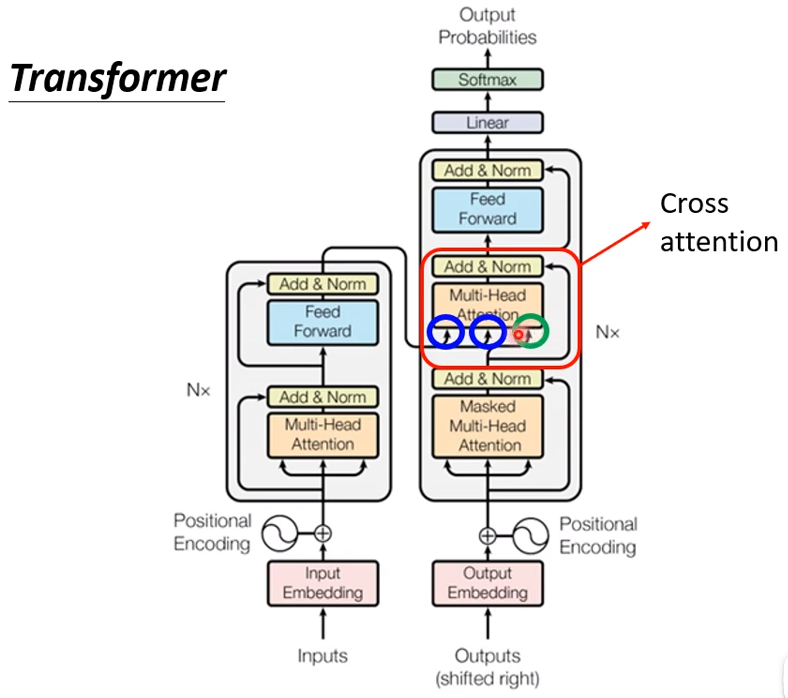 Transformer
Output
Probabilities
Softmax
Linear
Add & Norm
Feed
Forward
Add & Norm
Multi-Head
Attention
Cross
attention
Nx
Add & Norm
Masked
Multi-Head
Attention
Add & Norm
Feed
Forward
Nx
Add & Norm
Multi-Head
Attention
Positional
Encoding
Positional
Encoding
Input
Embedding
Output
Embedding
Inputs
Outputs
(shifted right)